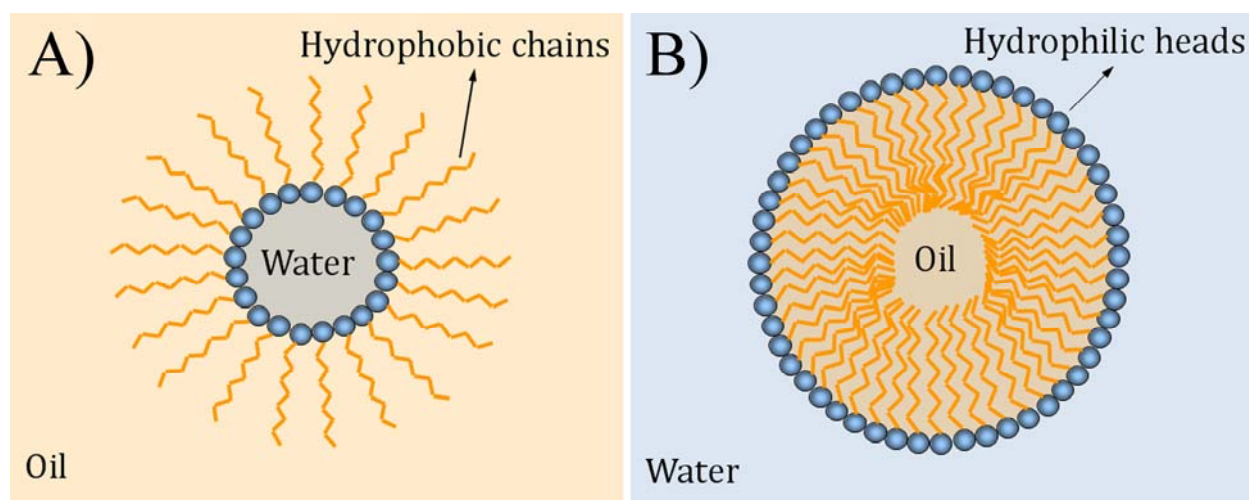 A)
Hydrophobic chains
Water
Oil
B)
Hydrophilic heads
Oil
Water